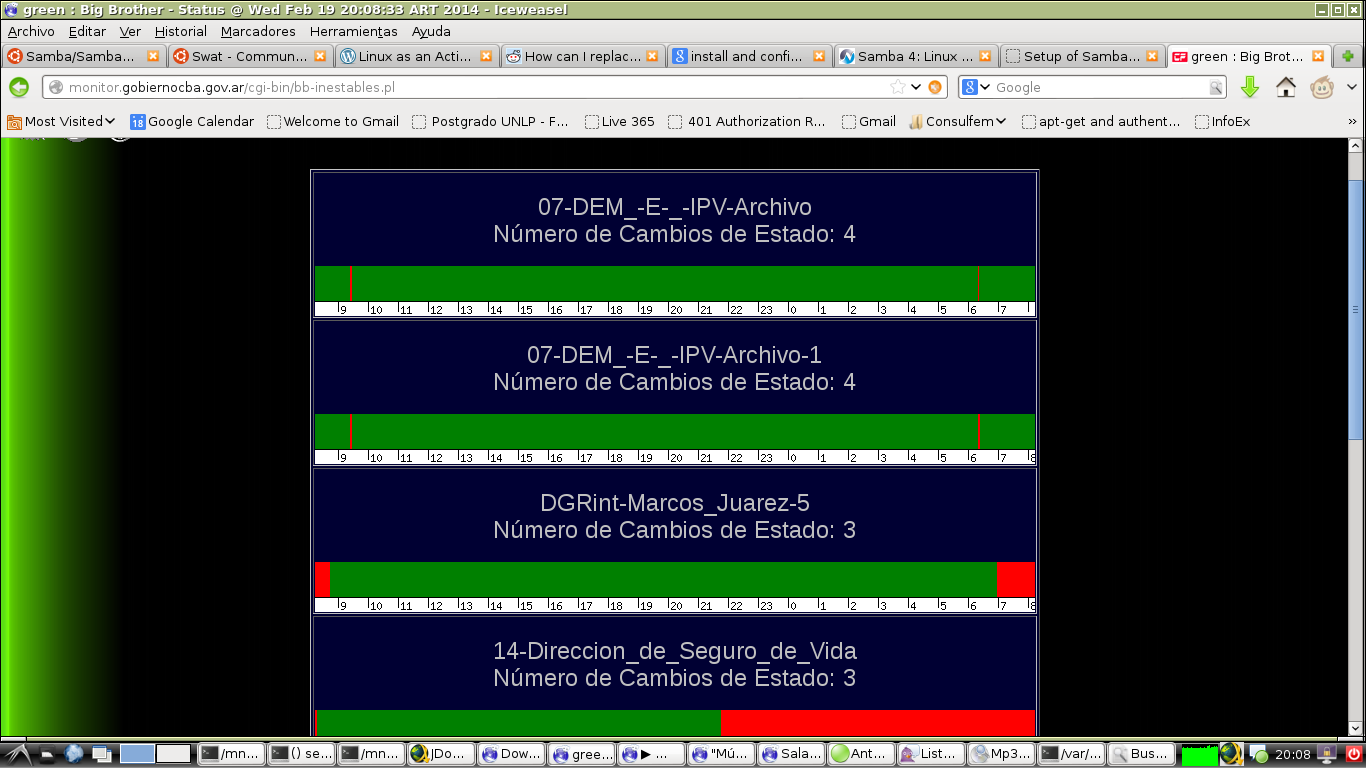 green : Big Brother - Status @ Wed Feb 19 20:08:33 ART 2014 - Iceweasel
Archivo Editar Ver Historial Marcadores Herramientas Ayuda
Samba/Samba... Swat - Commun... Linux as an Acti... How can I replac... install and confi... Samba 4: Linux ... Setup of Samba... green : Big Brot...
monitor.gobiernocba.gov.ar/cgi-bin/bb-inestables.pl Google
Most Visited Google Calendar Welcome to Gmail Postgrado UNLP - F... Live 365 401 Authorization R... Gmail Consulfem apt-get and authent... InfoEx »
07-DEM_-E-_-IPV-Archivo
Número de Cambios de Estado: 4
9 10 11 12 13 14 15 16 17 18 19 20 21 22 23 0 1 2 3 4 5 6 7
07-DEM_-E-_-IPV-Archivo-1
Número de Cambios de Estado: 4
9 10 11 12 13 14 15 16 17 18 19 20 21 22 23 0 1 2 3 4 5 6 7 8
DGRint-Marcos_Juarez-5
Número de Cambios de Estado: 3
9 10 11 12 13 14 15 16 17 18 19 20 21 22 23 0 1 2 3 4 5 6 7 8
14-Direccion_de_Seguro_de_Vida
Número de Cambios de Estado: 3
/mn... () se... /mn... JDo... Dow... gree... ▶... "Mú... Sala... Ant... List... Mp3... /var/... Bus... 20:08